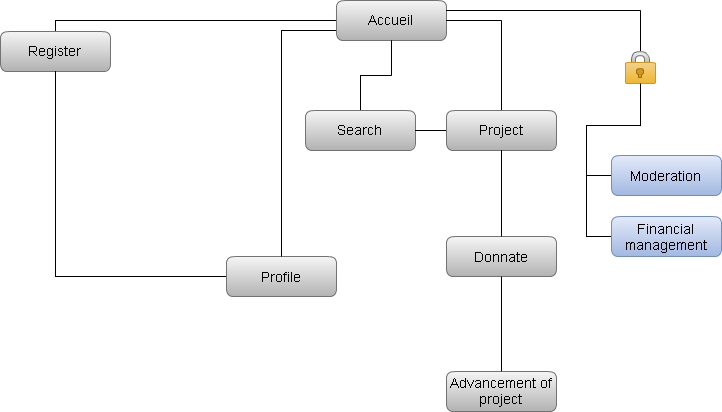 Accueil
Register
Search
Project
Moderation
Financial
management
Donnate
Profile
Advancement of
project